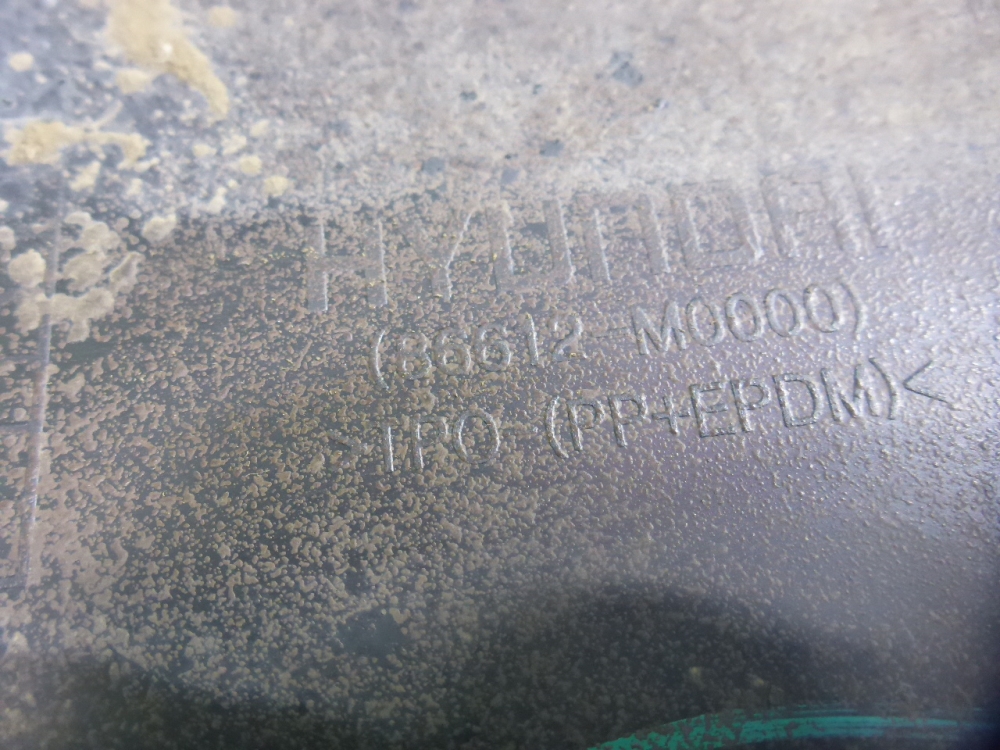 HYUNDAI
(86612-M0000)
>TPO (PP+EPDM)<